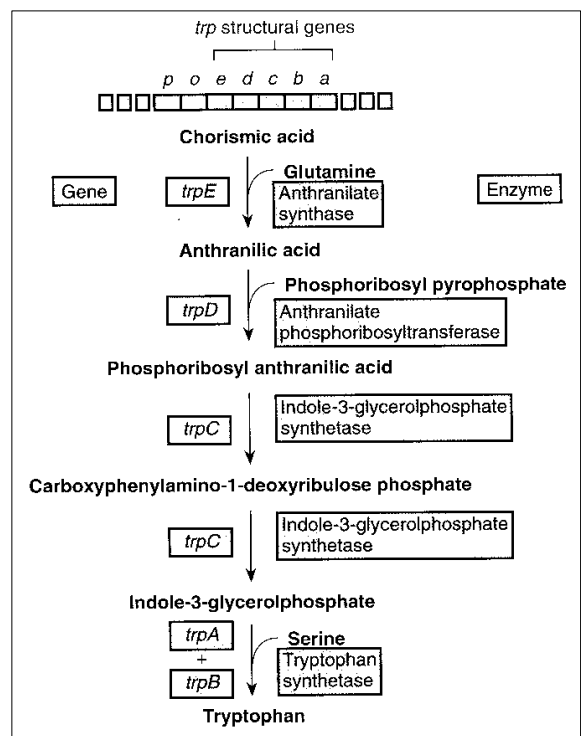 trp structural genes
p o e d c b a
Chorismic acid
Glutamine
Gene
trpE
Anthranilate
synthase
Enzyme
Anthranilic acid
Phosphoribosyl pyrophosphate
trpD
Anthranilate
phosphoribosyltransferase
Phosphoribosyl anthranilic acid
trpC
Indole-3-glycerolphosphate
synthetase
Carboxyphenylamino-1-deoxyribulose phosphate
trpC
Indole-3-glycerolphosphate
synthetase
Indole-3-glycerolphosphate
trpA
+
trpB
Serine
Tryptophan
synthetase
Tryptophan